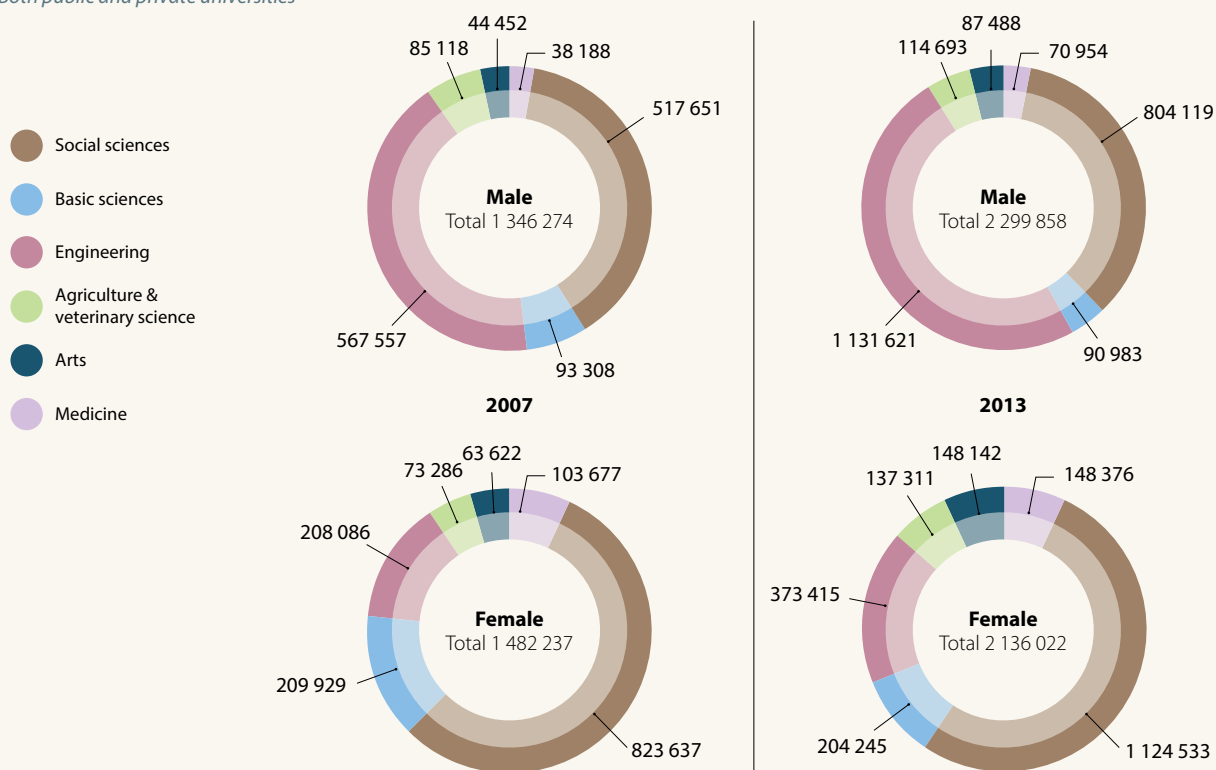 both public and private universities
Social sciences
Basic sciences
Engineering
Agriculture &
veterinary science
Arts
Medicine
44 452
85 118
38 188
517 651
Male
Total 1 346 274
567 557
93 308
87 488
114 693
70 954
804 119
Male
Total 2 299 858
1 131 621
90 983
2007
2013
63 622
73 286
103 677
208 086
Female
Total 1 482 237
209 929
823 637
148 142
137 311
148 376
373 415
Female
Total 2 136 022
204 245
1 124 533